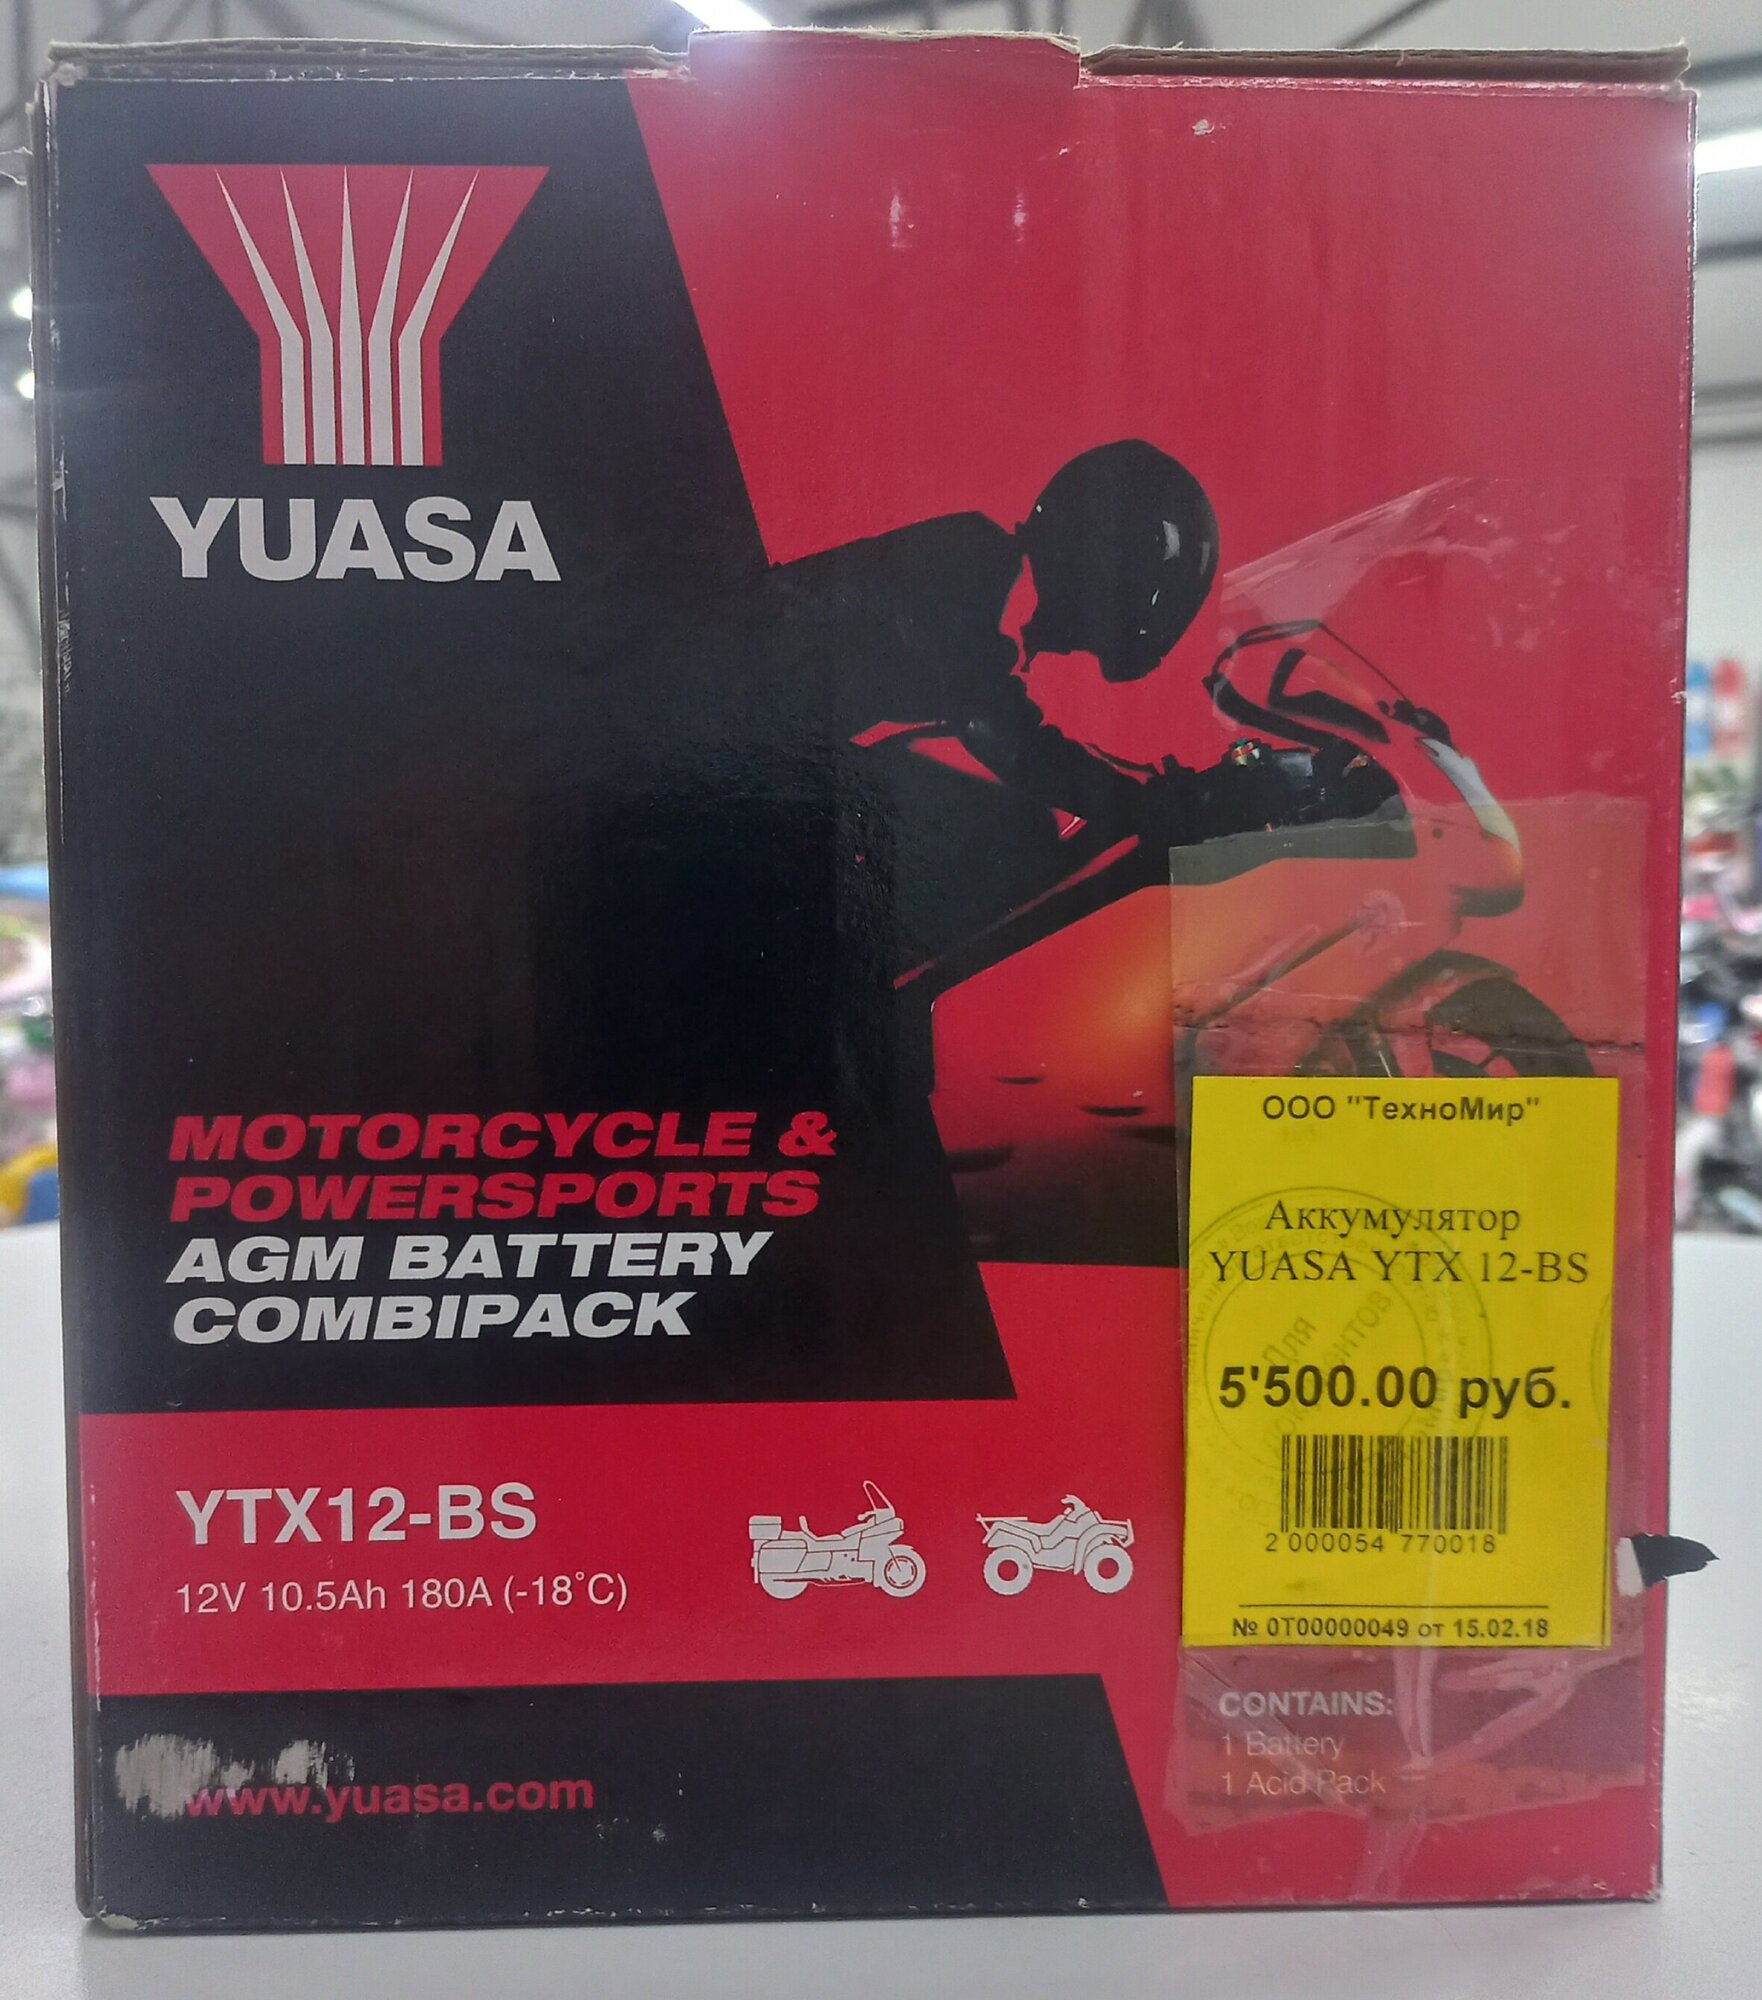 YUASA
MOTORCYCLE &
POWERSPORTS
AGM BATTERY
COMBIPACK
YTX12-BS
12V 10.5Ah 180A (-18°C)
www.yuasa.com
ООО "ТехноМир"
Аккумулятор
YUASA YTX 12-BS
5'500.00 руб.
2 000054 770018
№ 0Т00000049 от 15.02.18
CONTAINS:
1 Battery
1 Acid Pack